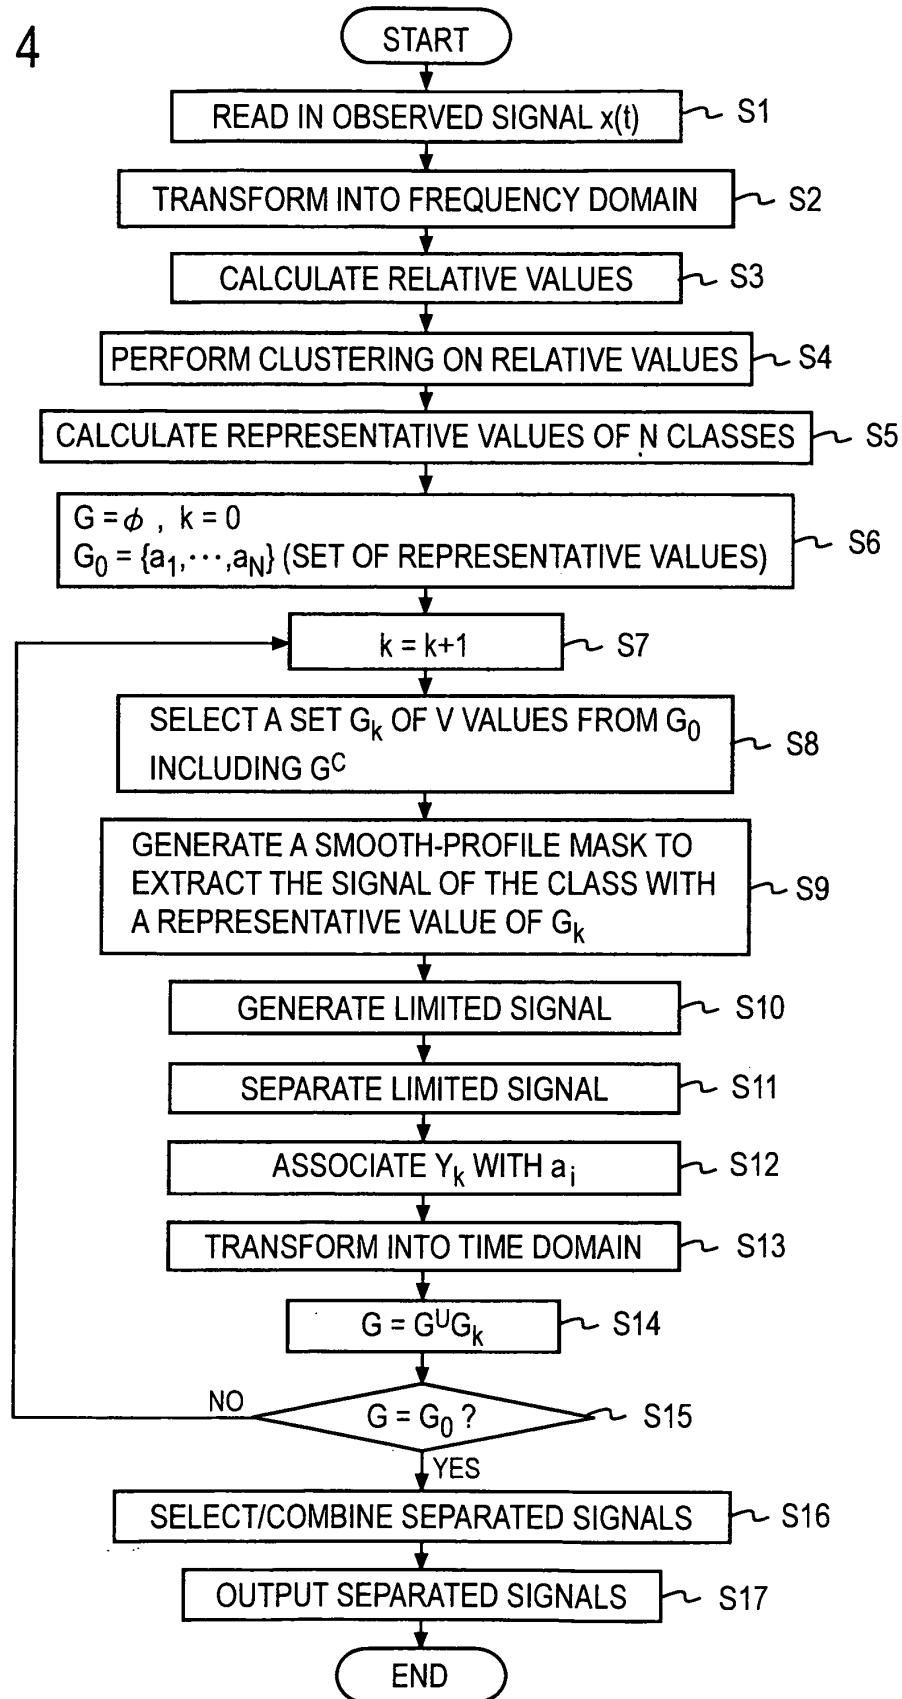 4
START
READ IN OBSERVED SIGNAL x(t)
S1
TRANSFORM INTO FREQUENCY DOMAIN
S2
CALCULATE RELATIVE VALUES
S3
PERFORM CLUSTERING ON RELATIVE VALUES
S4
CALCULATE REPRESENTATIVE VALUES OF N CLASSES
S5
G = ϕ , k = 0
G₀ = {a₁,⋯,a_N} (SET OF REPRESENTATIVE VALUES)
S6
k = k+1
S7
SELECT A SET Gₖ OF V VALUES FROM G₀
INCLUDING Gᶜ
S8
GENERATE A SMOOTH-PROFILE MASK TO
EXTRACT THE SIGNAL OF THE CLASS WITH
A REPRESENTATIVE VALUE OF Gₖ
S9
GENERATE LIMITED SIGNAL
S10
SEPARATE LIMITED SIGNAL
S11
ASSOCIATE Yₖ WITH aᵢ
S12
TRANSFORM INTO TIME DOMAIN
S13
G = G∪Gₖ
S14
NO
G = G₀ ?
S15
YES
SELECT/COMBINE SEPARATED SIGNALS
S16
OUTPUT SEPARATED SIGNALS
S17
END